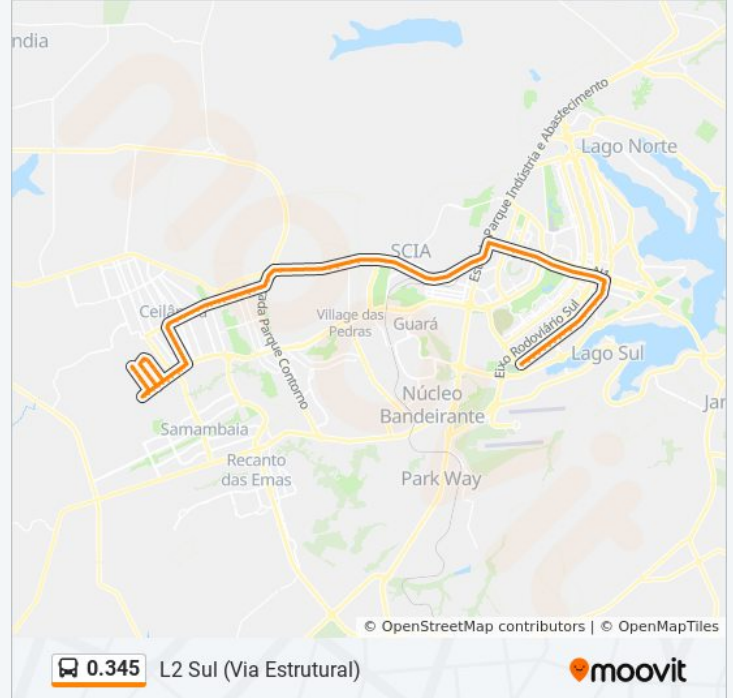 ndia
Estrada Parque Indústria e Abastecimento
Lago Norte
SCIA
Ceilândia
Estrada Parque Contorno
Village das
Pedras
Guará
Eixo Rodoviário Sul
Lago Sul
Núcleo
Bandeirante
Jar
Samambaia
Recanto
das Emas
Park Way
© OpenStreetMap contributors | © OpenMapTiles
0.345 L2 Sul (Via Estrutural)
moovit